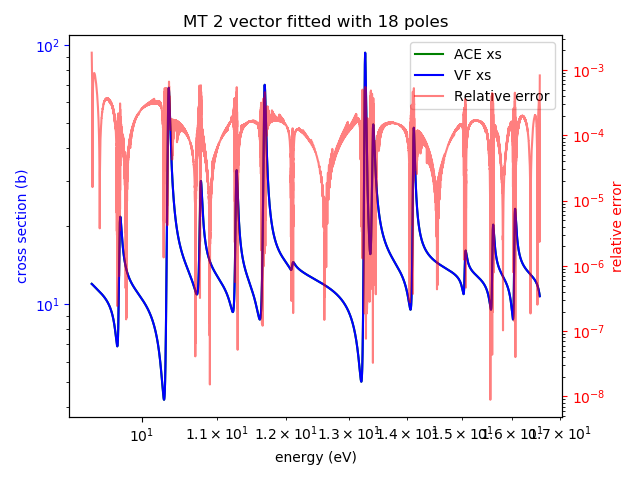 MT 2 vector fitted with 18 poles
ACE xs
VF xs
Relative error
cross section (b)
10²
10¹
relative error
10⁻³
10⁻⁴
10⁻⁵
10⁻⁶
10⁻⁷
10⁻⁸
10¹ 1.1 × 10¹ 1.2 × 10¹ 1.3 × 10¹ 1.4 × 10¹ 1.5 × 10¹ 1.6 × 10¹ 1.7 × 10¹
energy (eV)